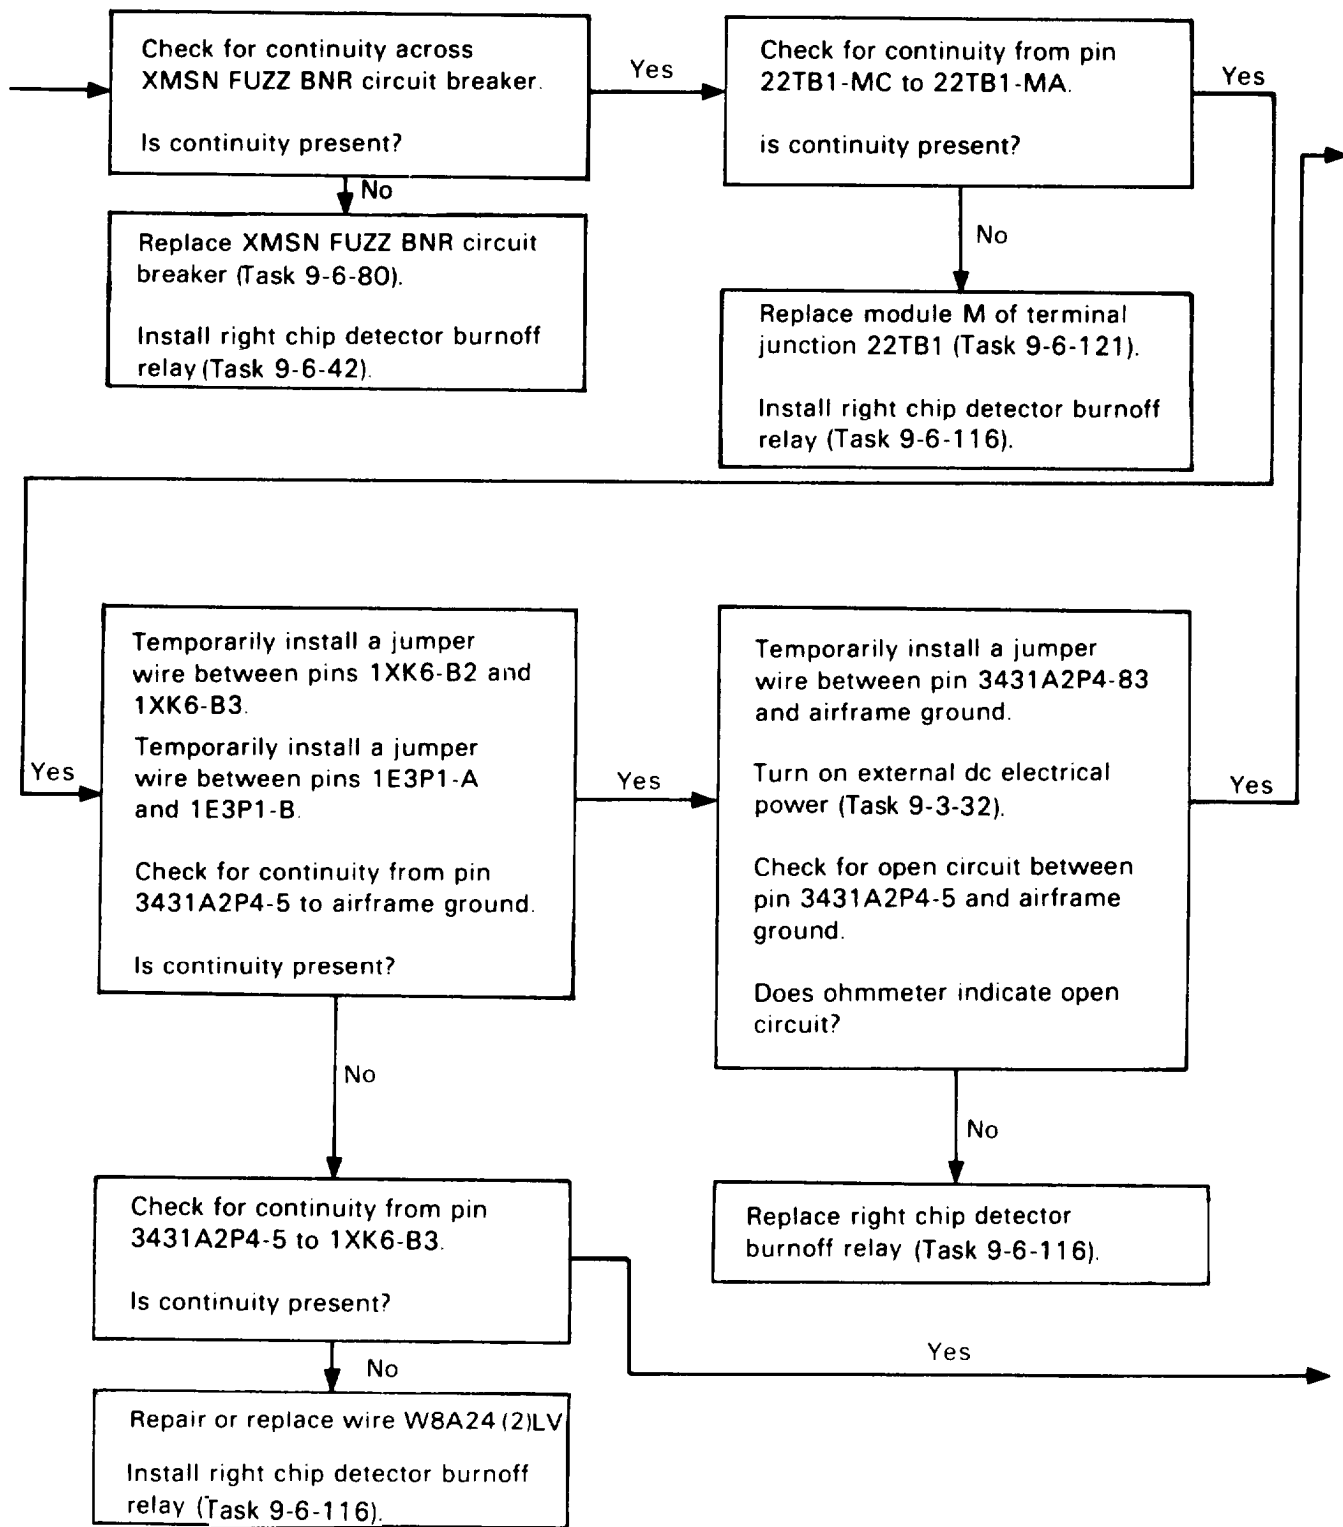 Check for continuity across
XMSN FUZZ BNR circuit breaker.
Is continuity present?
Yes
No
Replace XMSN FUZZ BNR circuit
breaker (Task 9-6-80).
Install right chip detector burnoff
relay (Task 9-6-42).
Check for continuity from pin
22TB1-MC to 22TB1-MA.
is continuity present?
Yes
No
Replace module M of terminal
junction 22TB1 (Task 9-6-121).
Install right chip detector burnoff
relay (Task 9-6-116).
Yes
Temporarily install a jumper
wire between pins 1XK6-B2 and
1XK6-B3.
Temporarily install a jumper
wire between pins 1E3P1-A
and 1E3P1-B.
Check for continuity from pin
3431A2P4-5 to airframe ground.
Is continuity present?
Yes
No
Temporarily install a jumper
wire between pin 3431A2P4-83
and airframe ground.
Turn on external dc electrical
power (Task 9-3-32).
Check for open circuit between
pin 3431A2P4-5 and airframe
ground.
Does ohmmeter indicate open
circuit?
Yes
No
Replace right chip detector
burnoff relay (Task 9-6-116).
Check for continuity from pin
3431A2P4-5 to 1XK6-B3.
Is continuity present?
Yes
No
Repair or replace wire W8A24(2)LV
Install right chip detector burnoff
relay (Task 9-6-116).